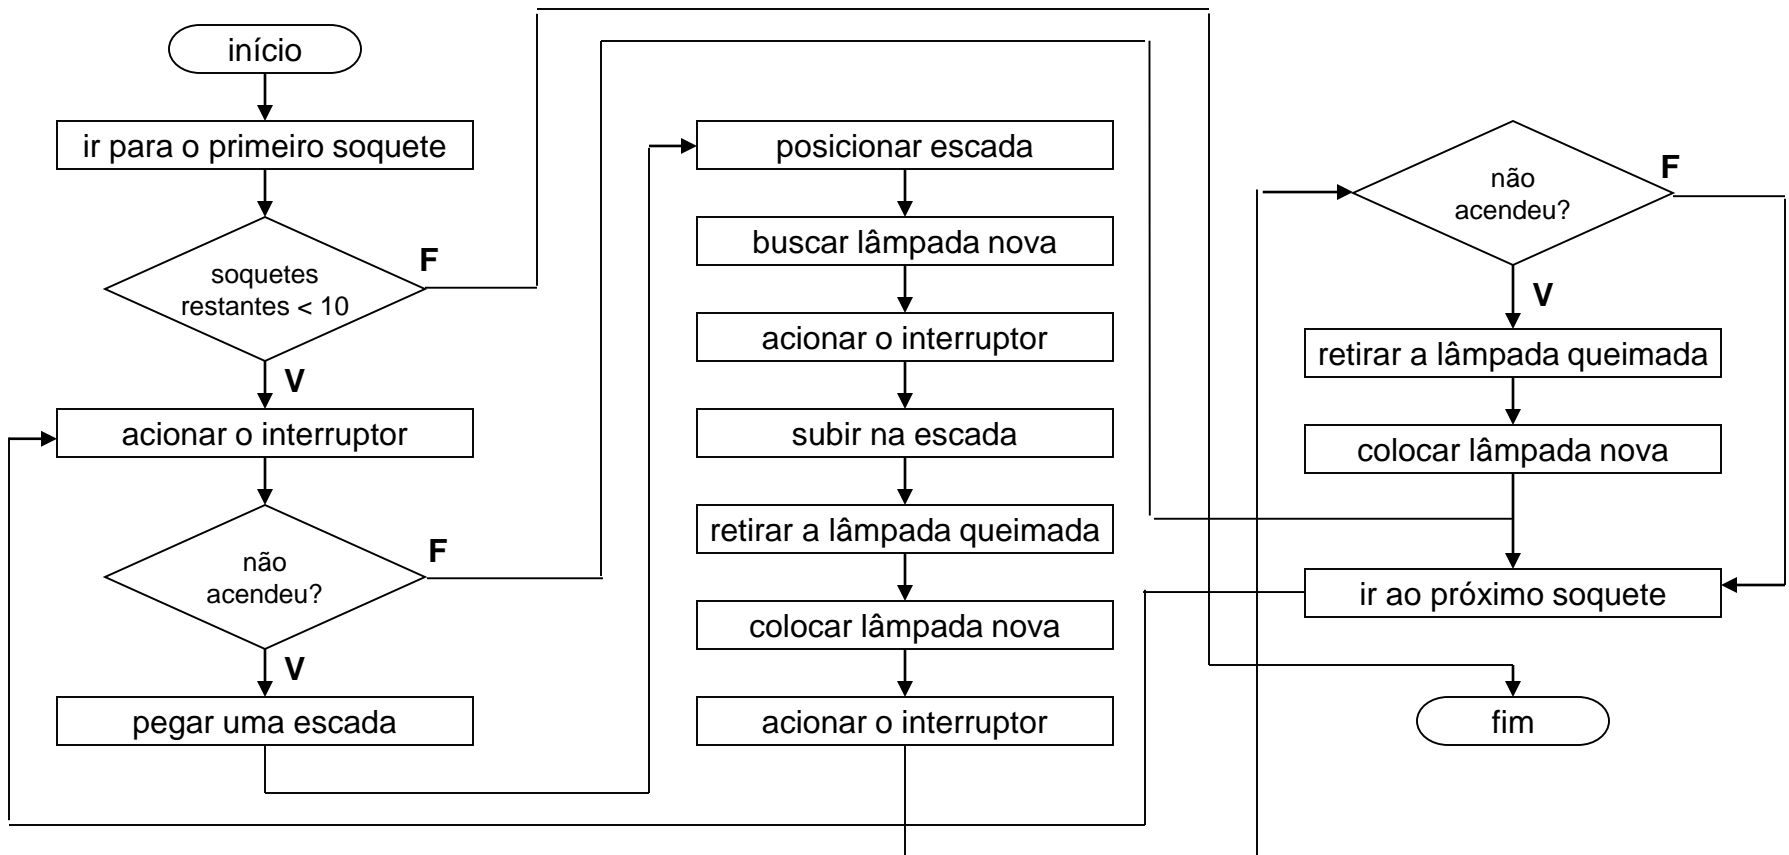 início
ir para o primeiro soquete
soquetes
restantes < 10
F
V
acionar o interruptor
não
acendeu?
F
V
pegar uma escada
posicionar escada
buscar lâmpada nova
acionar o interruptor
subir na escada
retirar a lâmpada queimada
colocar lâmpada nova
acionar o interruptor
não
acendeu?
F
V
retirar a lâmpada queimada
colocar lâmpada nova
ir ao próximo soquete
fim